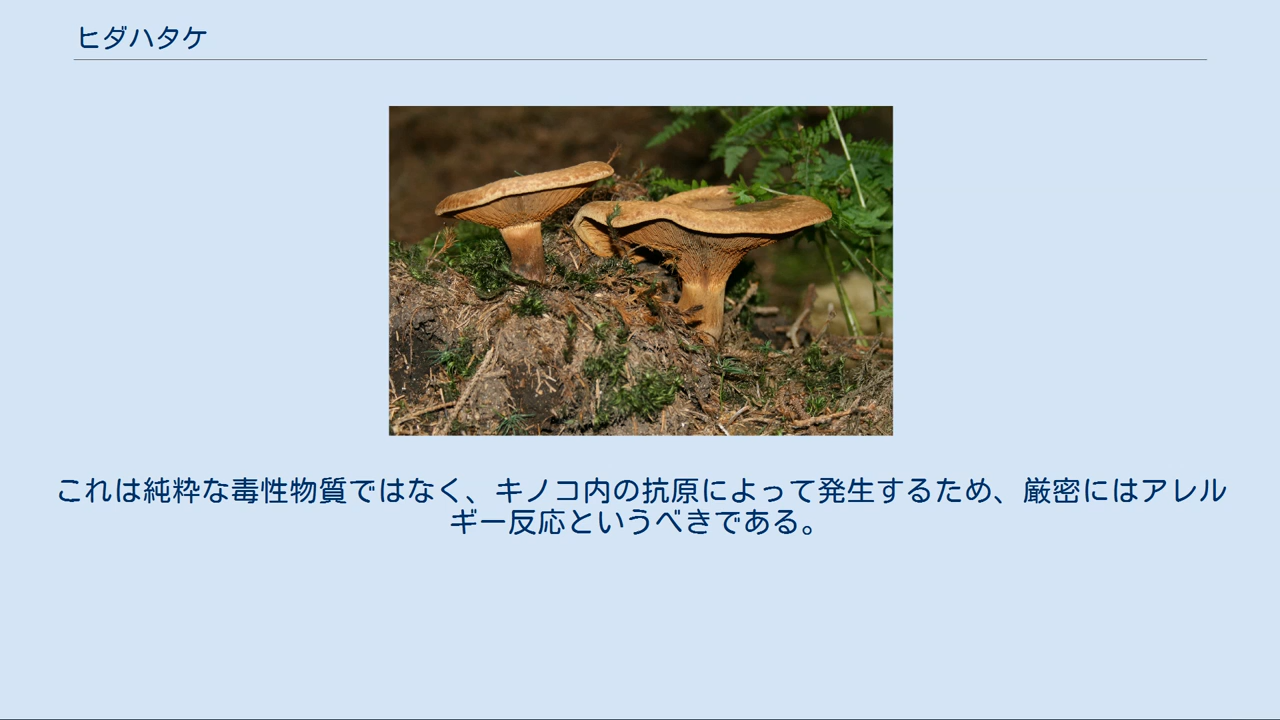 ヒダハタケ
これは純粋な毒性物質ではなく、キノコ内の抗原によって発生するため、厳密にはアレル
ギー反応というべきである。